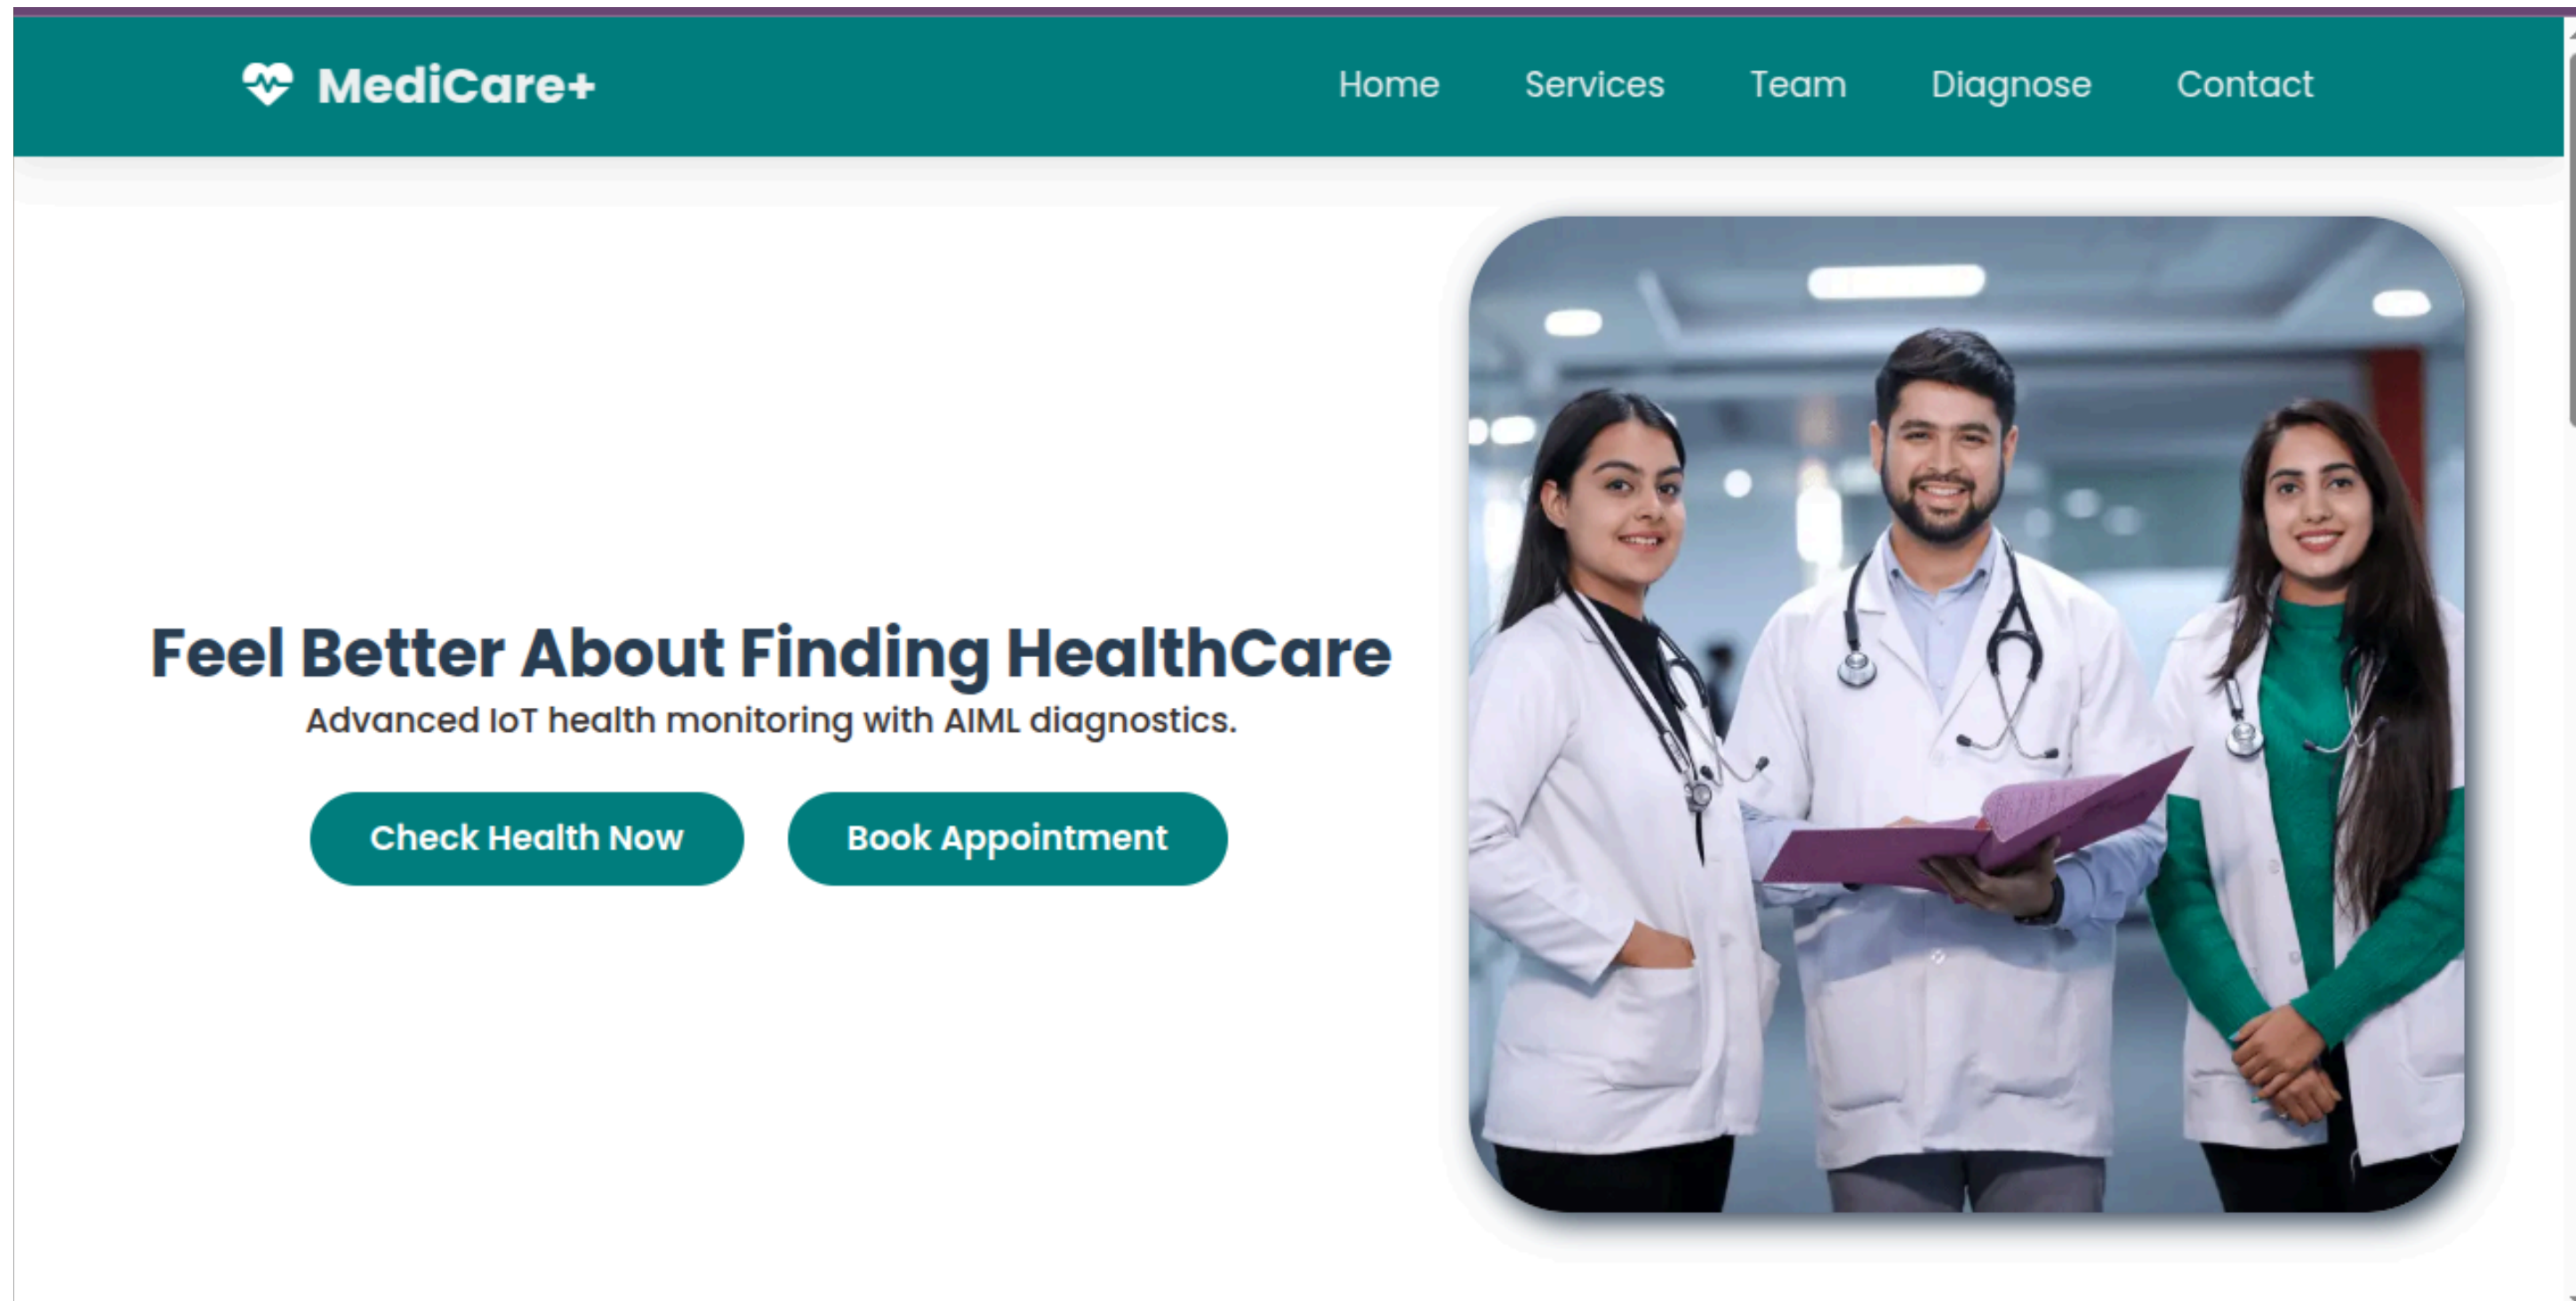 MediCare+
Home Services Team Diagnose Contact
Feel Better About Finding HealthCare
Advanced IoT health monitoring with AIML diagnostics.
Check Health Now
Book Appointment